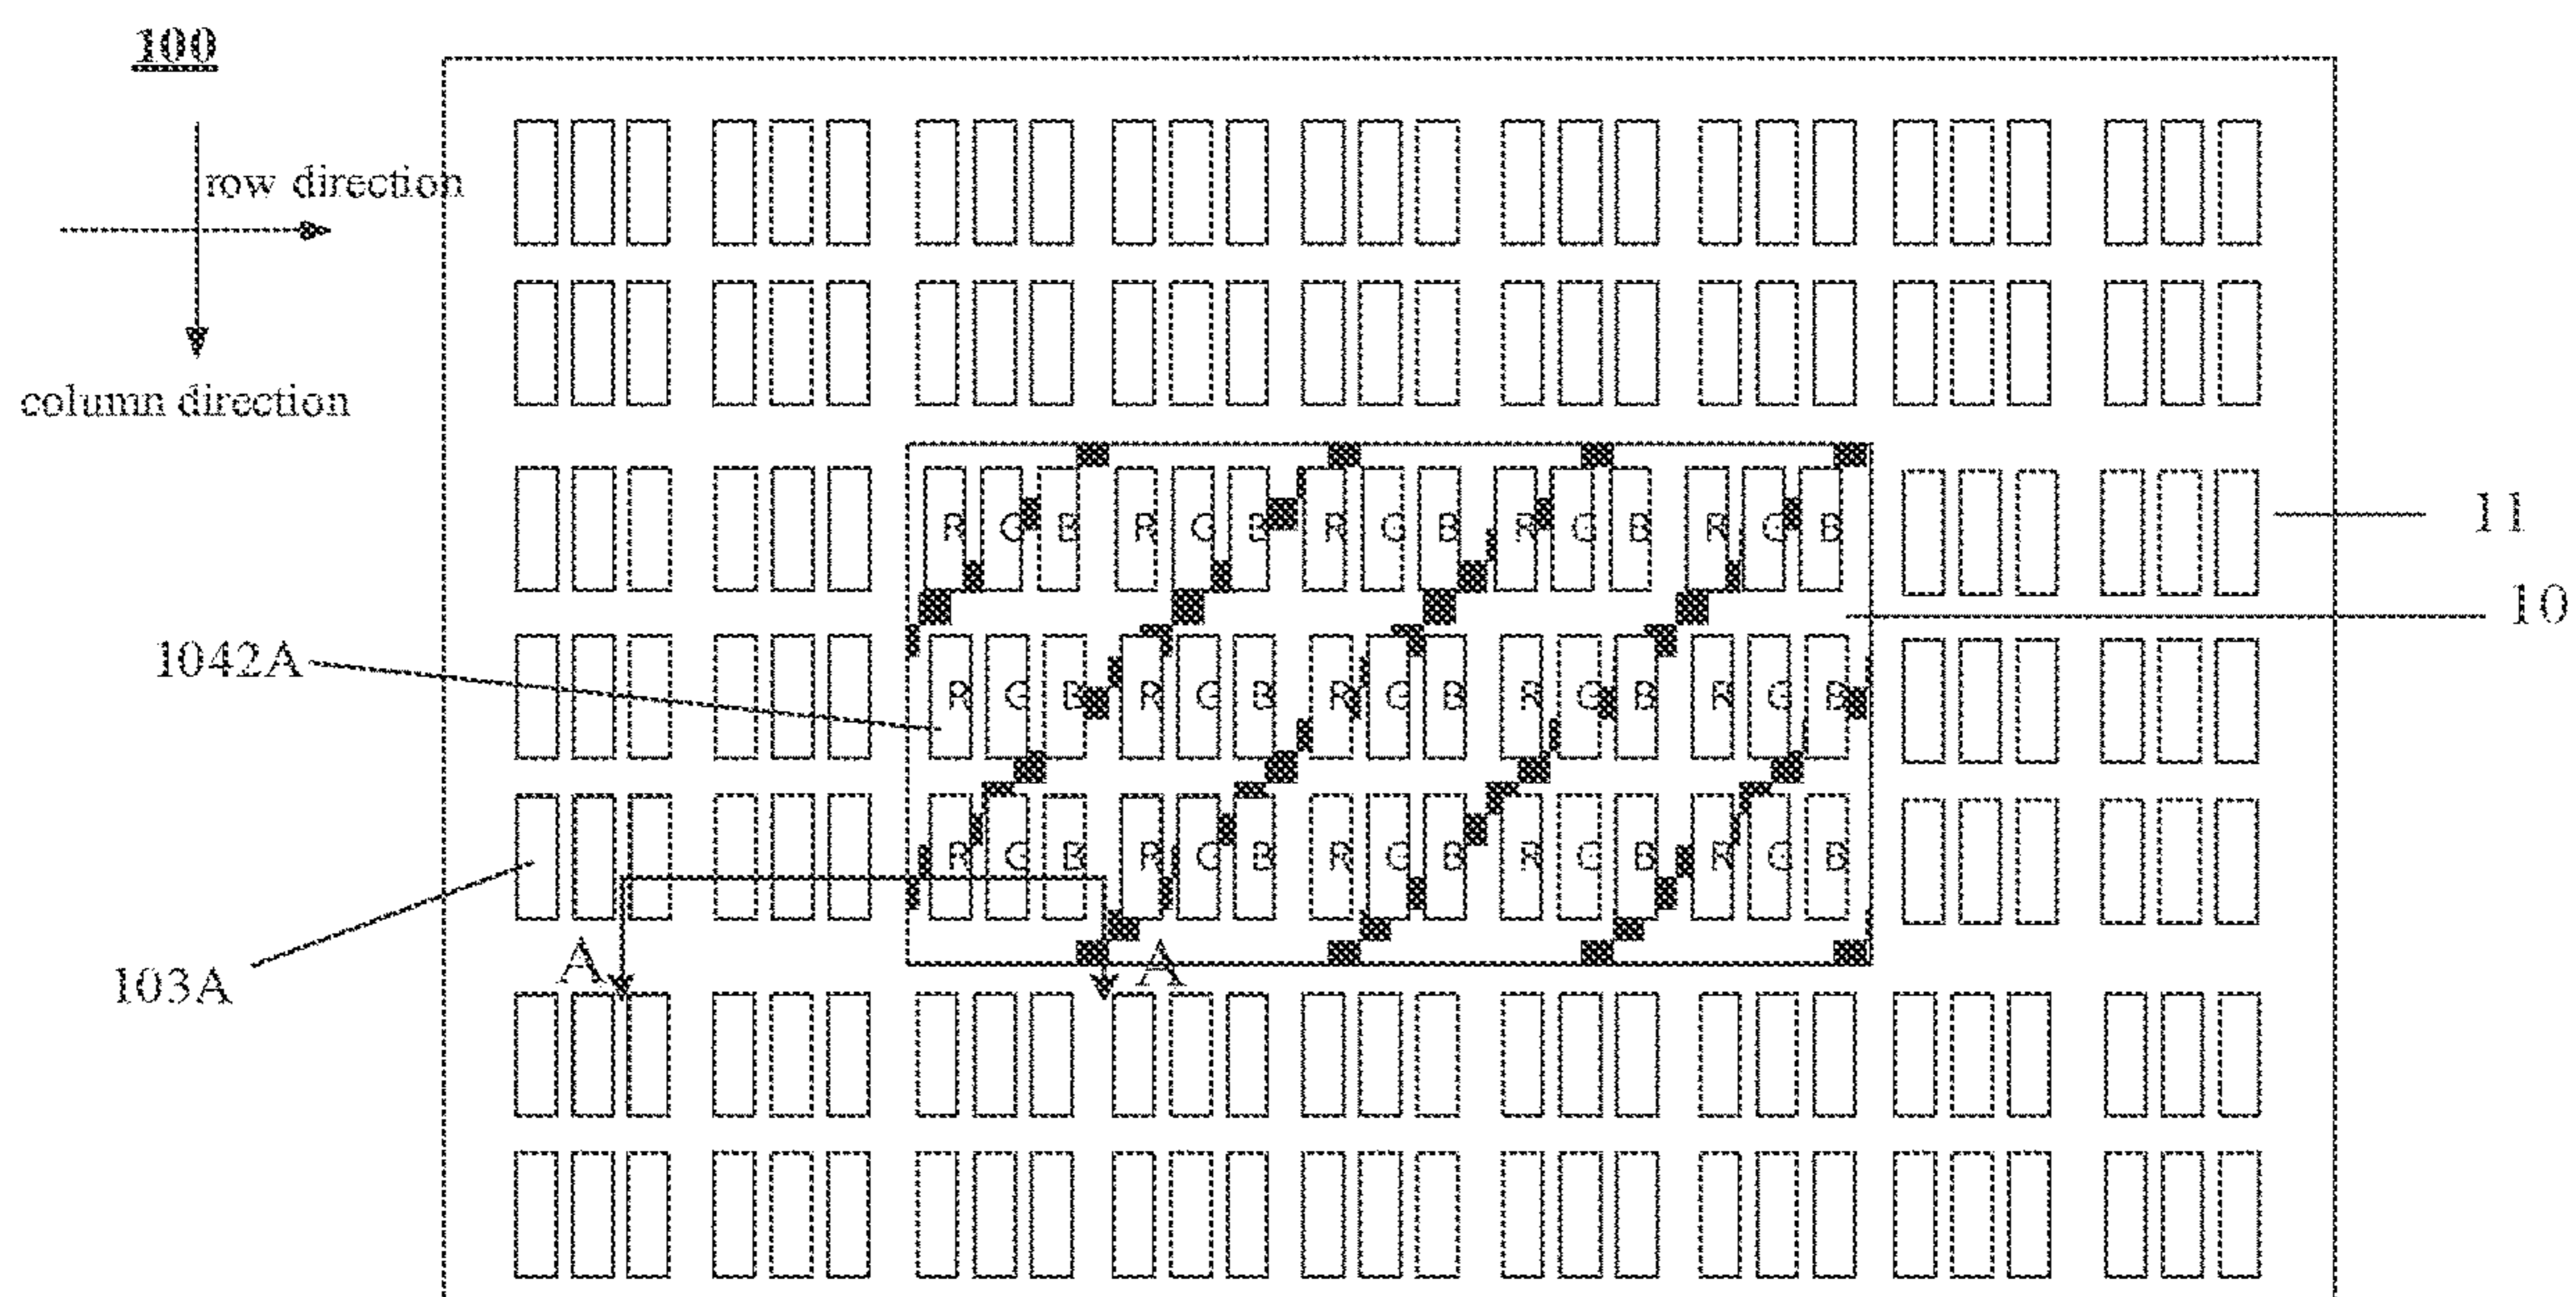 100
row direction
column direction
R G B R G B R G B R G B R G B
11
10
1042A
R G B R G B R G B R G B R G B
R G B R G B R G B R G B R G B
103A
A A